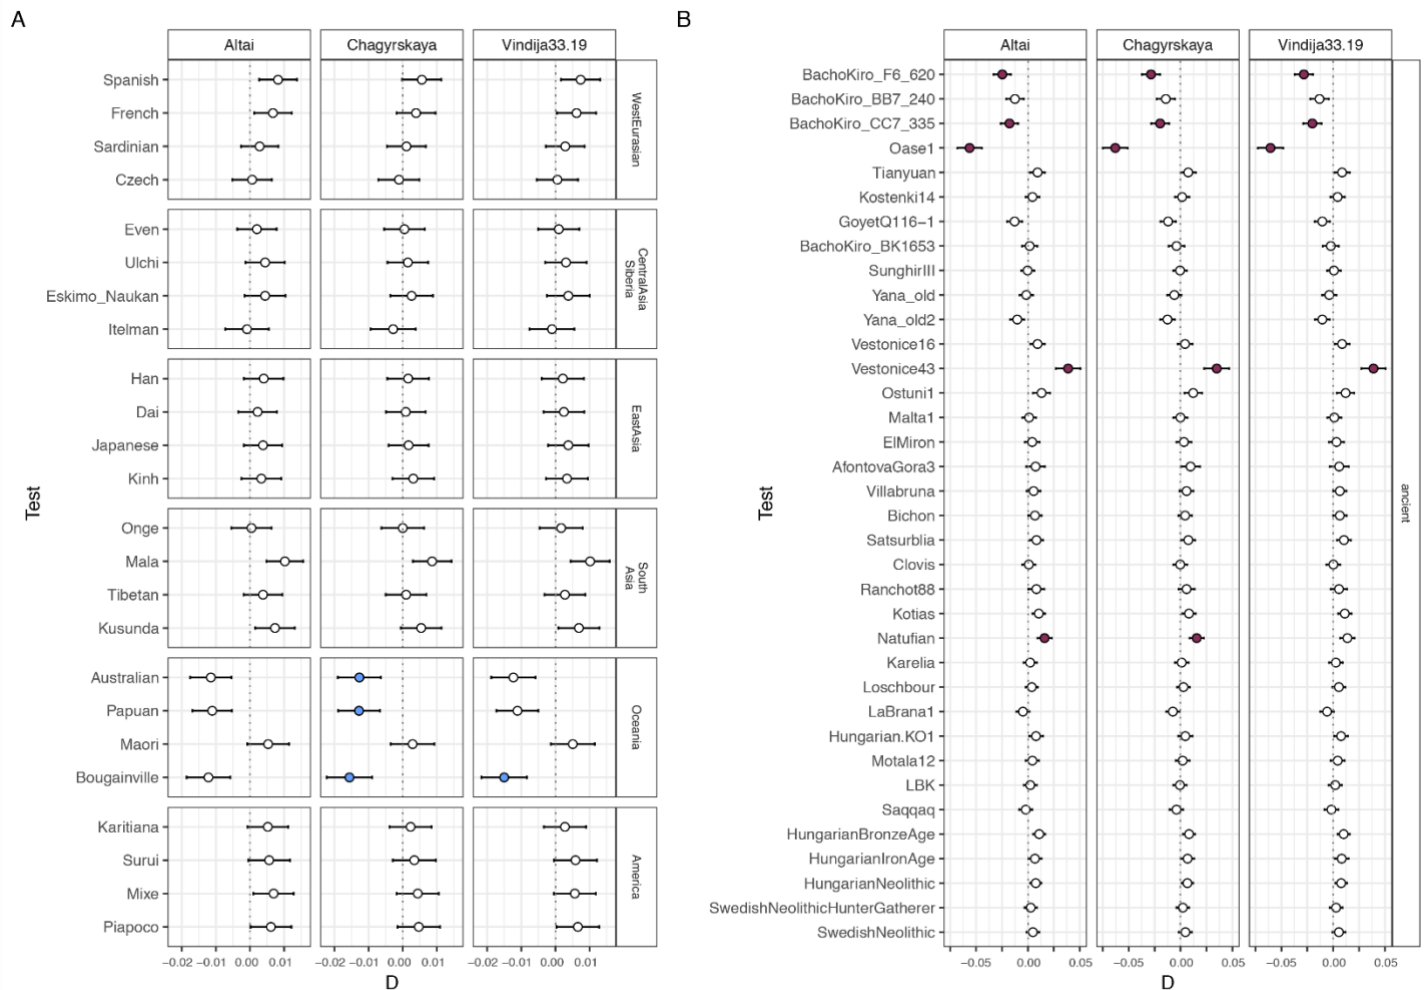 A
Altai
Chagyrskaya
Vindija33.19
Spanish
French
Sardinian
Czech
WestEurasian
Even
Ulchi
Eskimo_Naukan
Itelman
CentralAsia
Siberia
Han
Dai
Japanese
Kinh
EastAsia
Onge
Mala
Tibetan
Kusunda
South
Asia
Australian
Papuan
Maori
Bougainville
Oceania
Karitiana
Surui
Mixe
Piapoco
America
Test
−0.02 −0.01 0.00 0.01
−0.02 −0.01 0.00 0.01
−0.02 −0.01 0.00 0.01
D
B
Altai
Chagyrskaya
Vindija33.19
BachoKiro_F6_620
BachoKiro_BB7_240
BachoKiro_CC7_335
Oase1
Tianyuan
Kostenki14
GoyetQ116−1
BachoKiro_BK1653
SunghirIII
Yana_old
Yana_old2
Vestonice16
Vestonice43
Ostuni1
Malta1
ElMiron
AfontovaGora3
Villabruna
Bichon
Satsurblia
Clovis
Ranchot88
Kotias
Natufian
Karelia
Loschbour
LaBrana1
Hungarian.KO1
Motala12
LBK
Saqqaq
HungarianBronzeAge
HungarianIronAge
HungarianNeolithic
SwedishNeolithicHunterGatherer
SwedishNeolithic
ancient
Test
−0.05 0.00 0.05
−0.05 0.00 0.05
−0.05 0.00 0.05
D